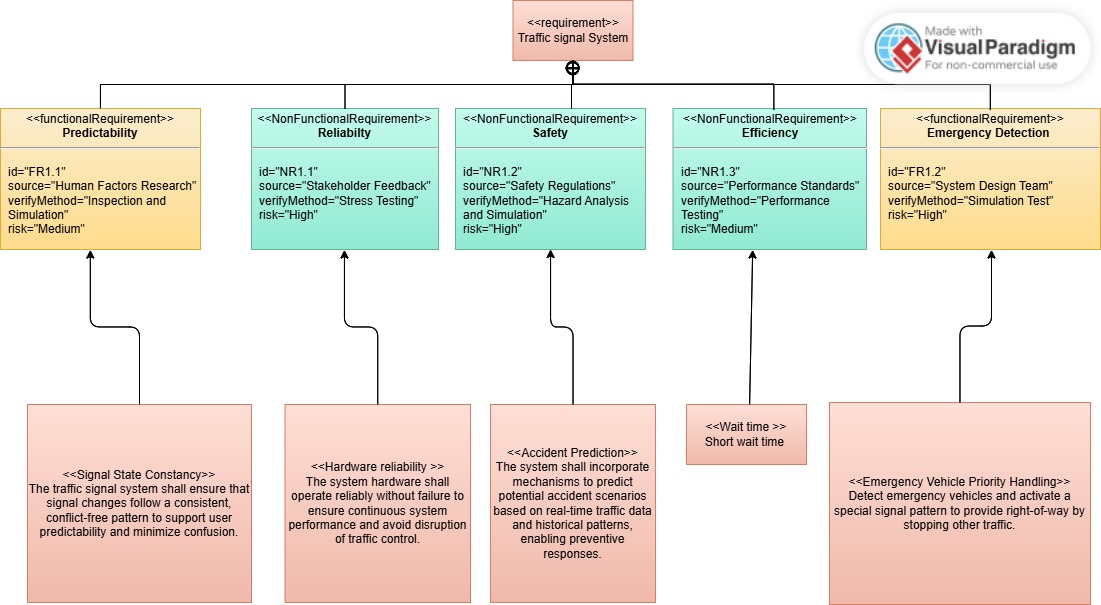 <<requirement>>
Traffic signal System
Made with
Visual Paradigm
For non-commercial use
<<functionalRequirement>>
Predictability
id="FR1.1"
source="Human Factors Research"
verifyMethod="Inspection and
Simulation"
risk="Medium"
<<NonFunctionalRequirement>>
Reliabilty
id="NR1.1"
source="Stakeholder Feedback"
verifyMethod="Stress Testing"
risk="High"
<<NonFunctionalRequirement>>
Safety
id="NR1.2"
source="Safety Regulations"
verifyMethod="Hazard Analysis
and Simulation"
risk="High"
<<NonFunctionalRequirement>>
Efficiency
id="NR1.3"
source="Performance Standards"
verifyMethod="Performance
Testing"
risk="Medium"
<<functionalRequirement>>
Emergency Detection
id="FR1.2"
source="System Design Team"
verifyMethod="Simulation Test"
risk="High"
<<Signal State Constancy>>
The traffic signal system shall ensure that
signal changes follow a consistent,
conflict-free pattern to support user
predictability and minimize confusion.
<<Hardware reliability >>
The system hardware shall
operate reliably without failure to
ensure continuous system
performance and avoid disruption
of traffic control.
<<Accident Prediction>>
The system shall incorporate
mechanisms to predict
potential accident scenarios
based on real-time traffic data
and historical patterns,
enabling preventive
responses.
<<Wait time >>
Short wait time
<<Emergency Vehicle Priority Handling>>
Detect emergency vehicles and activate a
special signal pattern to provide right-of-way by
stopping other traffic.